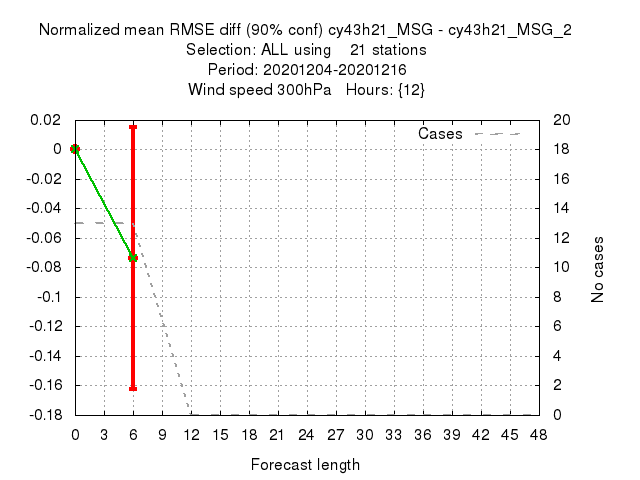 Normalized mean RMSE diff (90% conf) cy43h21_MSG - cy43h21_MSG_2
Selection: ALL using    21 stations
Period: 20201204-20201216
Wind speed 300hPa   Hours: {12}
Cases
0.02
0
-0.02
-0.04
-0.06
-0.08
-0.1
-0.12
-0.14
-0.16
-0.18
20
18
16
14
12
10
8
6
4
2
0
No cases
0 3 6 9 12 15 18 21 24 27 30 33 36 39 42 45 48
Forecast length